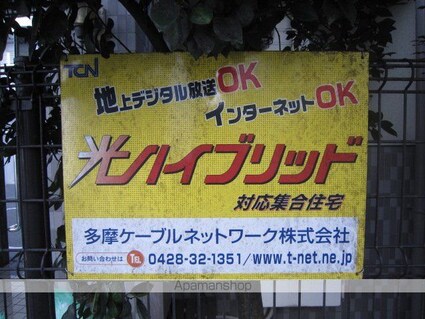 TCN
地上デジタル放送OK
インターネットOK
光ハイブリッド
対応集合住宅
多摩ケーブルネットワーク株式会社
お問い合わせは TEL 0428-32-1351/www.t-net.ne.jp
Apamanshop